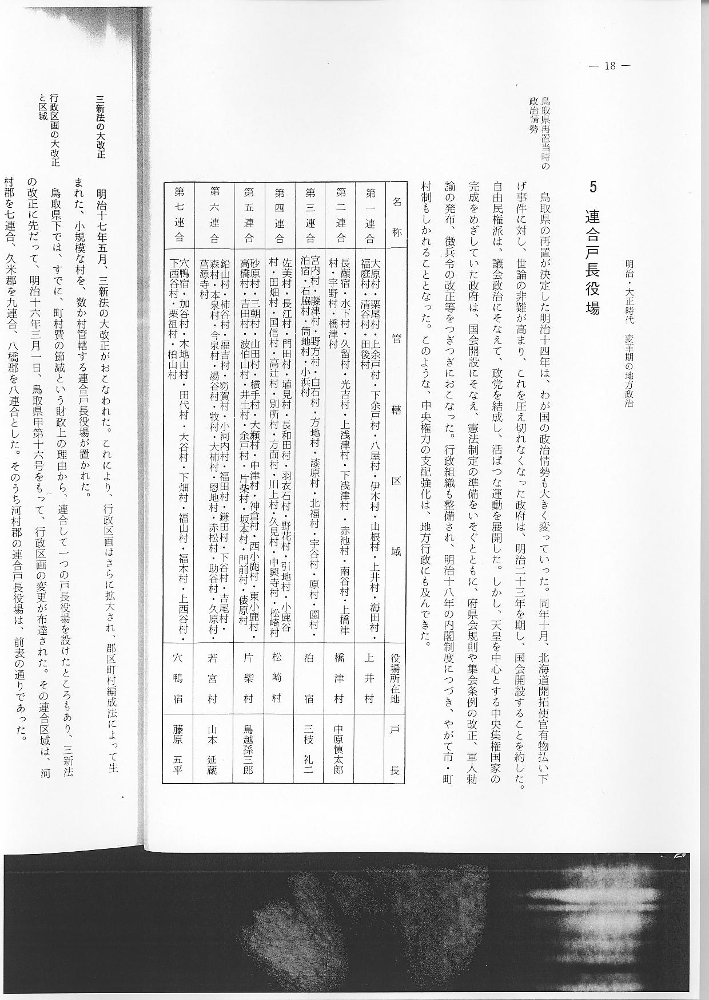 — 18 —
明治・大正時代　変革期の地方政治
5　連合戸長役場
鳥取県再置当時の
政治情勢
鳥取県の再置が決定した明治十四年は、わが国の政治情勢も大きく変っていった。同年十月、北海道開拓使官有物払い下
げ事件に対し、世論の非難が高まり、これを圧え切れなくなった政府は、明治二十三年を期し、国会開設することを約した。
自由民権派は、議会政治にそなえて、政党を結成し、活ぱつな運動を展開した。しかし、天皇を中心とする中央集権国家の
完成をめざしていた政府は、国会開設にそなえ、憲法制定の準備をいそぐとともに、府県会規則や集会条例の改正、軍人勅
諭の発布、徴兵令の改正等をつぎつぎにおこなった。行政組織も整備され、明治十八年の内閣制度につづき、やがて市・町
村制もしかれることとなった。このような、中央権力の支配強化は、地方行政にも及んできた。
名称　管轄区域　役場所在地　戸長
第一連合
大原村・栗尾村・上余戸村・下余戸村・八屋村・伊木村・山根村・上井村・海田村・
福庭村・清谷村・田後村
上井村
第二連合
長瀬宿・水下村・久留村・光吉村・上浅津村・下浅津村・赤池村・南谷村・上橋津
村・宇野村・橋津村
橋津村
中原慎太郎
第三連合
宮内村・藤津村・野方村・白石村・方地村・漆原村・北福村・宇谷村・原村・園村・
泊宿・石脇村・筒地村・小浜村
泊宿
三枝　礼二
第四連合
佐美村・長江村・門田村・埴見村・長和田村・羽衣石村・野花村・引地村・小鹿谷
村・田畑村・国信村・高辻村・別所村・方面村・川上村・久見村・中興寺村・松崎村
松崎村
第五連合
砂原村・三朝村・山田村・横手村・大瀬村・中津村・神倉村・西小鹿村・東小鹿村・
高橋村・吉田村・波伯山村・井土村・余戸村・片柴村・坂本村・門前村・俵原村
片柴村
鳥越孫三郎
第六連合
鉛山村・柿谷村・福吉村・笏賀村・小河内村・福田村・鎌田村・下谷村・吉尾村・
森村・本泉村・今泉村・湯谷村・牧村・大柿村・恩地村・赤松村・助谷村・久原村・
菖源寺村
若宮村
山本　延蔵
第七連合
穴鴨宿・加谷村・木地山村・田代村・大谷村・下畑村・福山村・福本村・上西谷村・
下西谷村・栗祖村・柏山村
穴鴨宿
藤原　五平
三新法の大改正
明治十七年五月、三新法の大改正がおこなわれた。これにより、行政区画はさらに拡大され、郡区町村編成法によって生
まれた、小規模な村を、数か村管轄する連合戸長役場が置かれた。
行政区画の大改正
と区域
鳥取県下では、すでに、町村費の節減という財政上の理由から、連合して一つの戸長役場を設けたところもあり、三新法
の改正に先だって、明治十六年三月一日、鳥取県甲第十六号をもって、行政区画の変更が布達された。その連合区域は、河
村郡を七連合、久米郡を九連合、八橋郡を八連合とした。そのうち河村郡の連合戸長役場は、前表の通りであった。